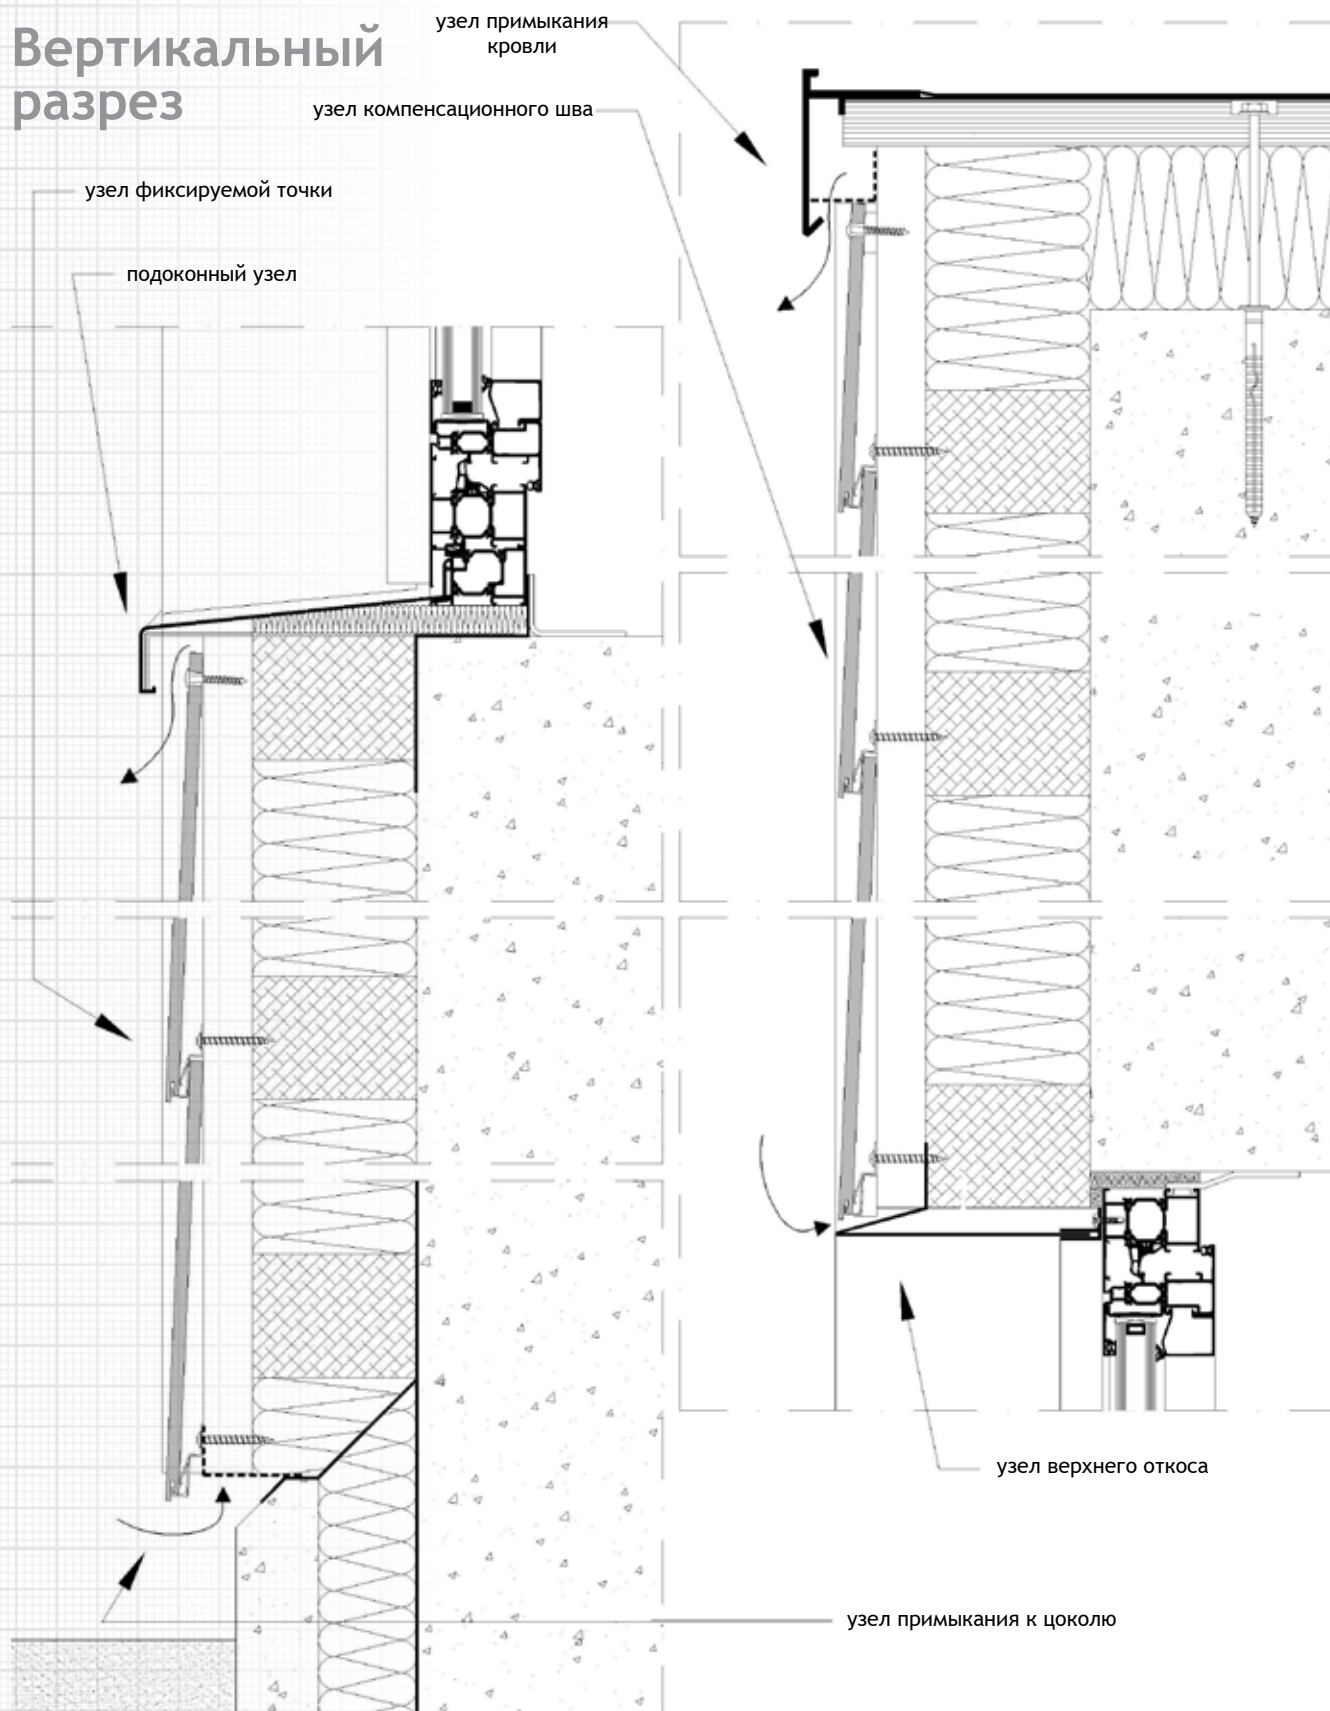 Вертикальный
разрез
узел примыкания
кровли
узел компенсационного шва
узел фиксируемой точки
подоконный узел
узел верхнего откоса
узел примыкания к цоколю